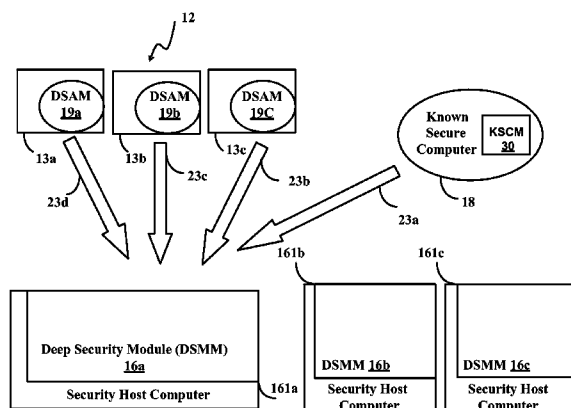 12
DSAM
19a
DSAM
19b
DSAM
19C
13a
13b
13c
23d
23c
23b
Known
Secure
Computer
KSCM
30
18
23a
161b
161c
Deep Security Module (DSMM)
16a
Security Host Computer
161a
DSMM 16b
Security Host
Computer
DSMM 16c
Security Host
Computer